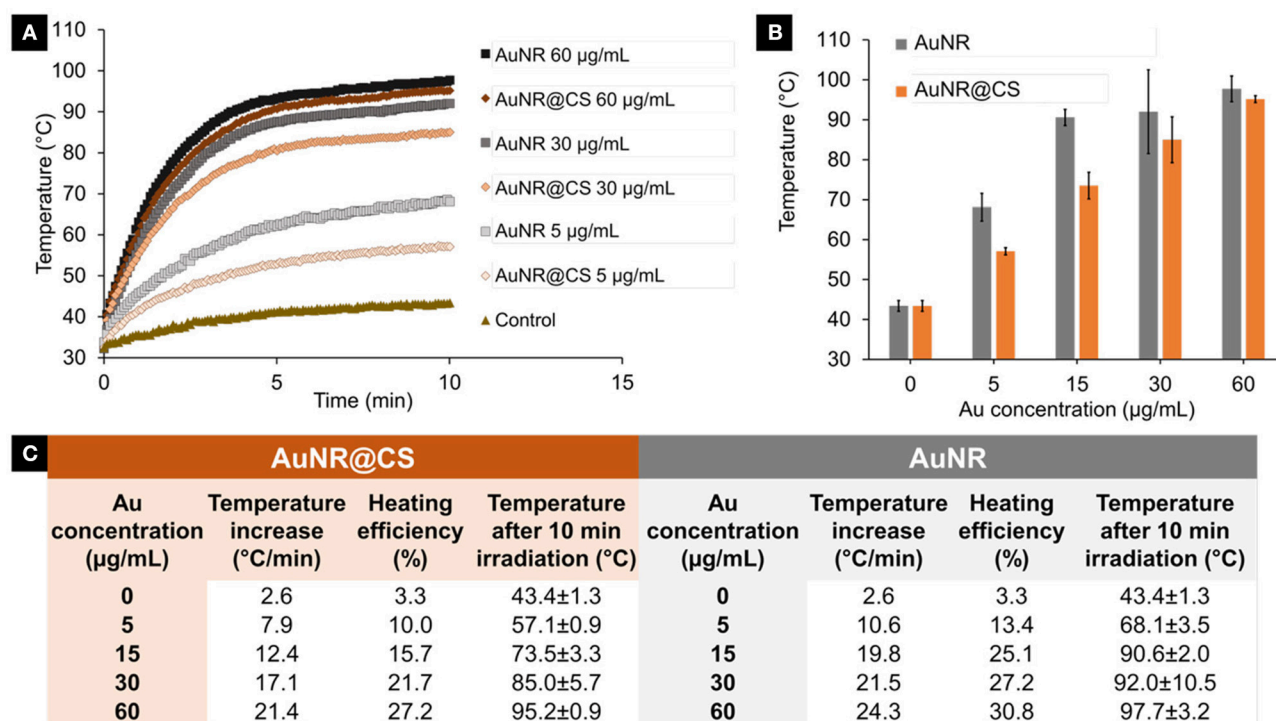 A
110
100
90
80
70
60
50
40
30
0
5
10
15
Temperature (°C)
Time (min)
AuNR 60 µg/mL
AuNR@CS 60 µg/mL
AuNR 30 µg/mL
AuNR@CS 30 µg/mL
AuNR 5 µg/mL
AuNR@CS 5 µg/mL
Control
B
110
100
90
80
70
60
50
40
30
Temperature (°C)
AuNR
AuNR@CS
0 5 15 30 60
Au concentration (µg/mL)
C
AuNR@CS AuNR
Au Temperature Heating Temperature Au Temperature Heating Temperature
concentration increase efficiency after 10 min concentration increase efficiency after 10 min
(µg/mL) (°C/min) (%) irradiation (°C) (µg/mL) (°C/min) (%) irradiation (°C)
0 2.6 3.3 43.4±1.3 0 2.6 3.3 43.4±1.3
5 7.9 10.0 57.1±0.9 5 10.6 13.4 68.1±3.5
15 12.4 15.7 73.5±3.3 15 19.8 25.1 90.6±2.0
30 17.1 21.7 85.0±5.7 30 21.5 27.2 92.0±10.5
60 21.4 27.2 95.2±0.9 60 24.3 30.8 97.7±3.2